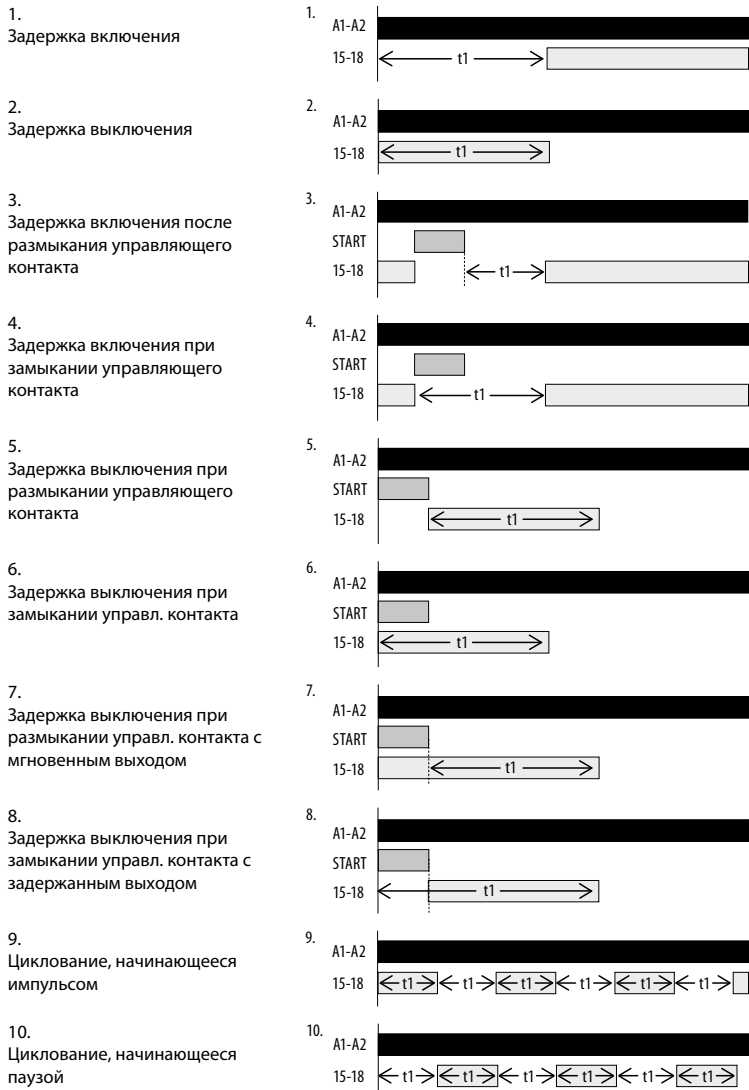 1.
Задержка включения
1.
A1-A2
15-18
t1
2.
Задержка выключения
2.
A1-A2
15-18
t1
3.
Задержка включения после
размыкания управляющего
контакта
3.
A1-A2
START
15-18
t1
4.
Задержка включения при
замыкании управляющего
контакта
4.
A1-A2
START
15-18
t1
5.
Задержка выключения при
размыкании управляющего
контакта
5.
A1-A2
START
15-18
t1
6.
Задержка выключения при
замыкании управл. контакта
6.
A1-A2
START
15-18
t1
7.
Задержка выключения при
размыкании управл. контакта с
мгновенным выходом
7.
A1-A2
START
15-18
t1
8.
Задержка выключения при
замыкании управл. контакта с
задержанным выходом
8.
A1-A2
START
15-18
t1
9.
Циклование, начинающееся
импульсом
9.
A1-A2
15-18
t1 t1 t1 t1 t1 t1
10.
Циклование, начинающееся
паузой
10.
A1-A2
15-18
t1 t1 t1 t1 t1 t1